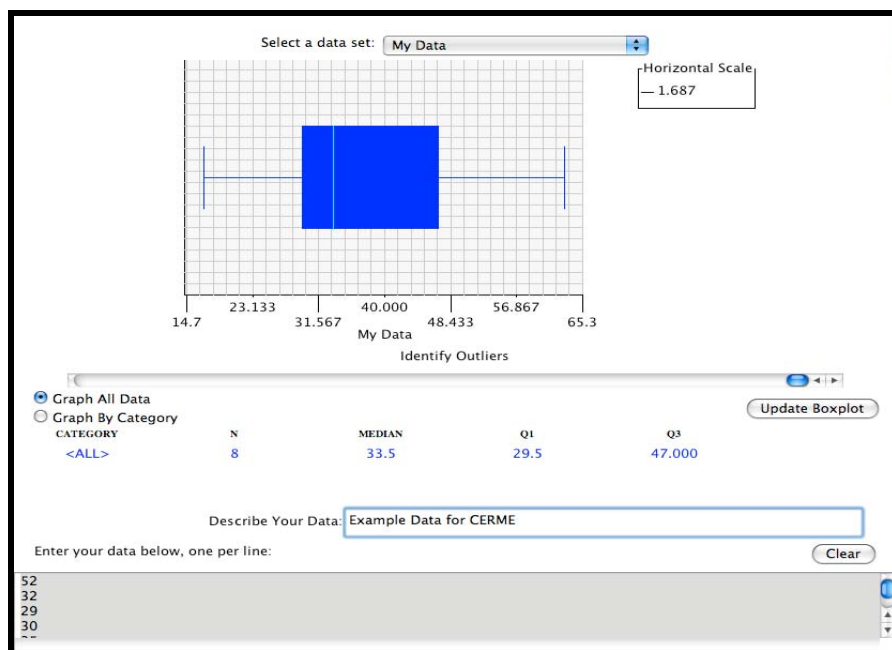 Select a data set: My Data
Horizontal Scale
1.687
23.133 40.000 56.867
14.7 31.567 48.433 65.3
My Data
Identify Outliers
Graph All Data
Graph By Category
Update Boxplot
CATEGORY N MEDIAN Q1 Q3
<ALL> 8 33.5 29.5 47.000
Describe Your Data: Example Data for CERME
Enter your data below, one per line:
Clear
52
32
29
30